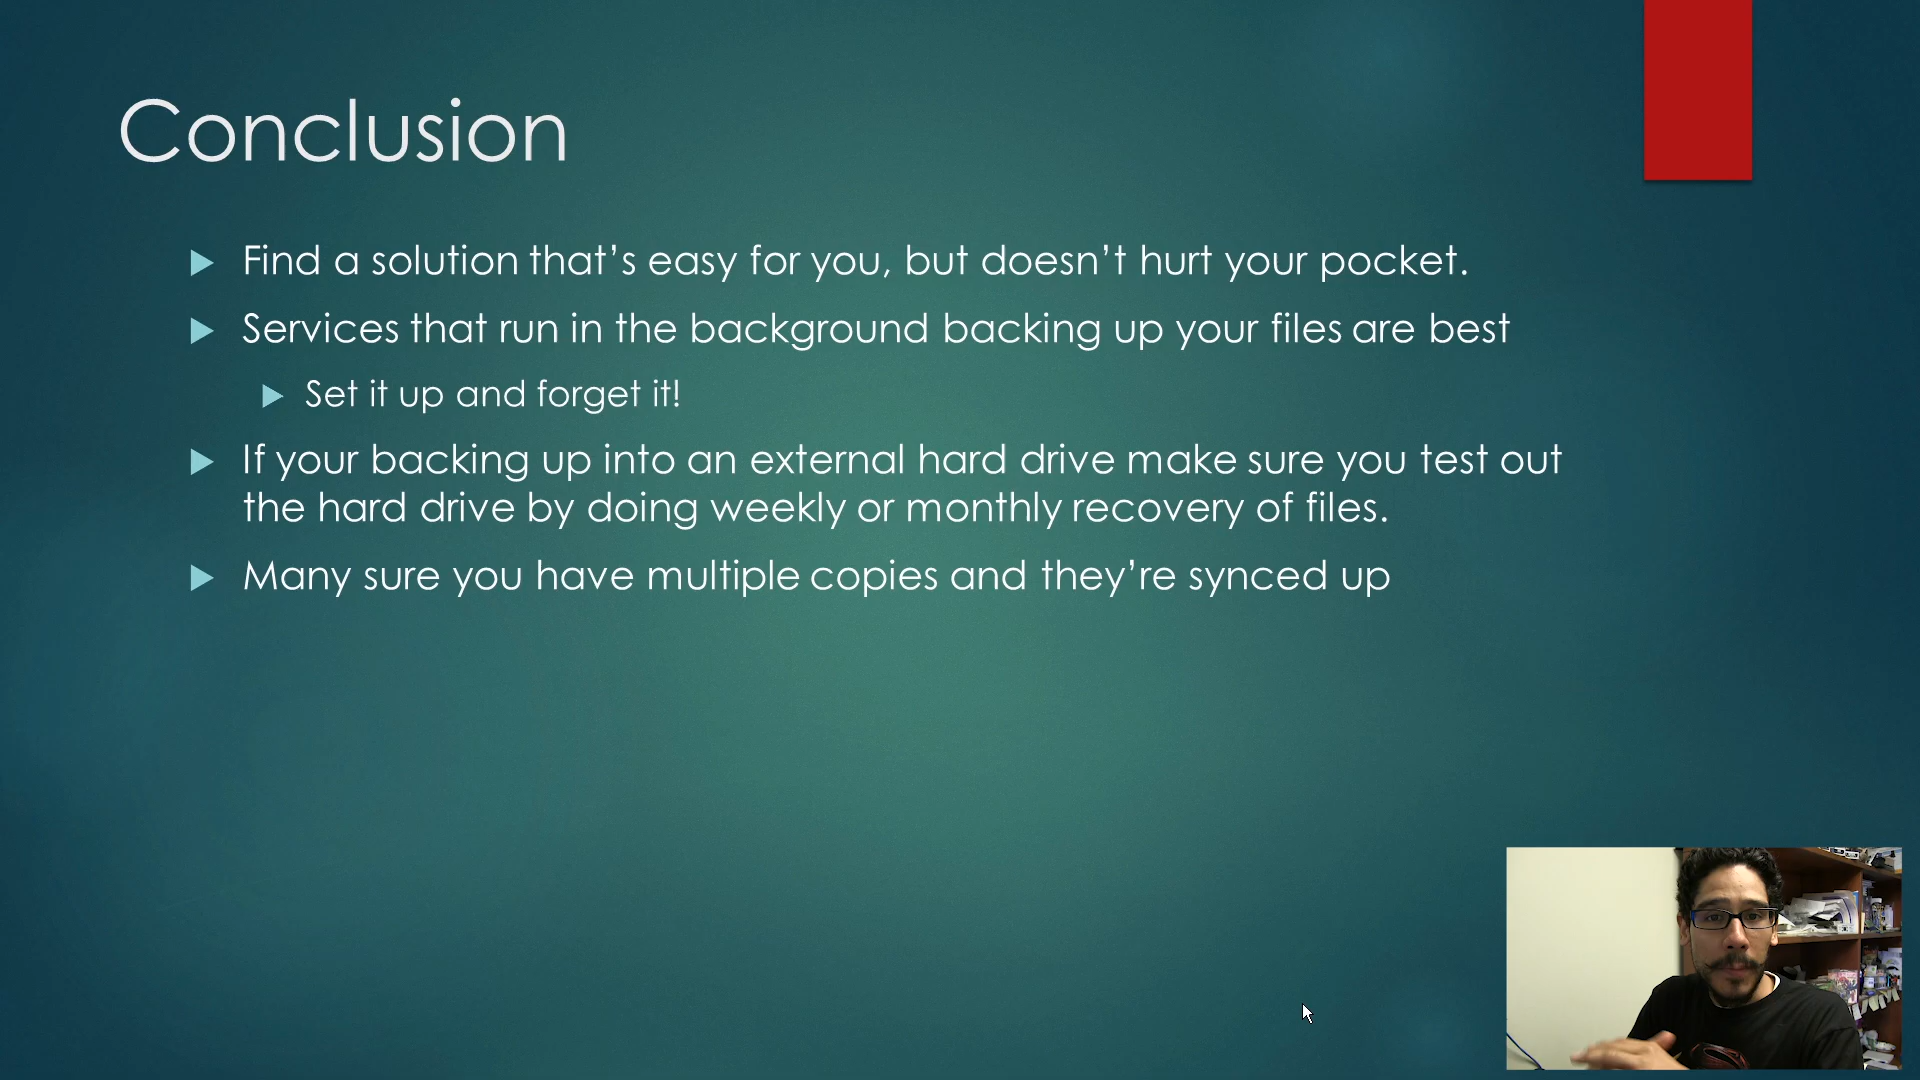 Conclusion
Find a solution that’s easy for you, but doesn’t hurt your pocket.
Services that run in the background backing up your files are best
Set it up and forget it!
If your backing up into an external hard drive make sure you test out
the hard drive by doing weekly or monthly recovery of files.
Many sure you have multiple copies and they’re synced up